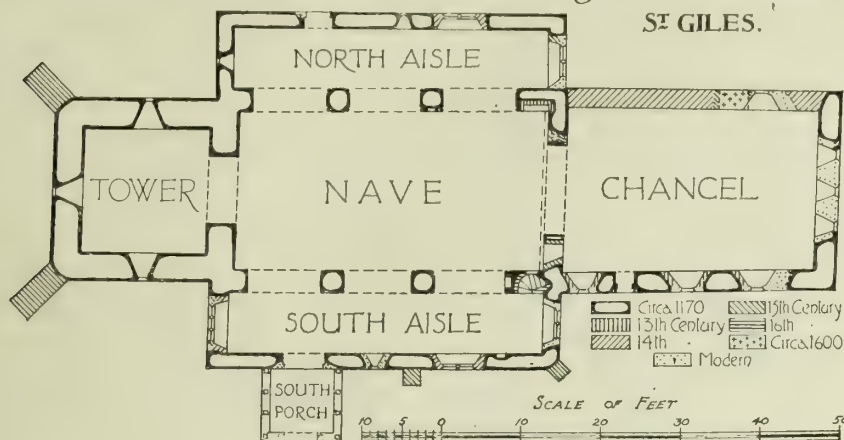 ST GILES.
NORTH AISLE
TOWER
NAVE
CHANCEL
SOUTH AISLE
SOUTH
PORCH
Circa 1170 15th Century
13th Century 16th
14th Circa 1600
Modern
SCALE OF FEET
10 5 0 10 20 30 40 50